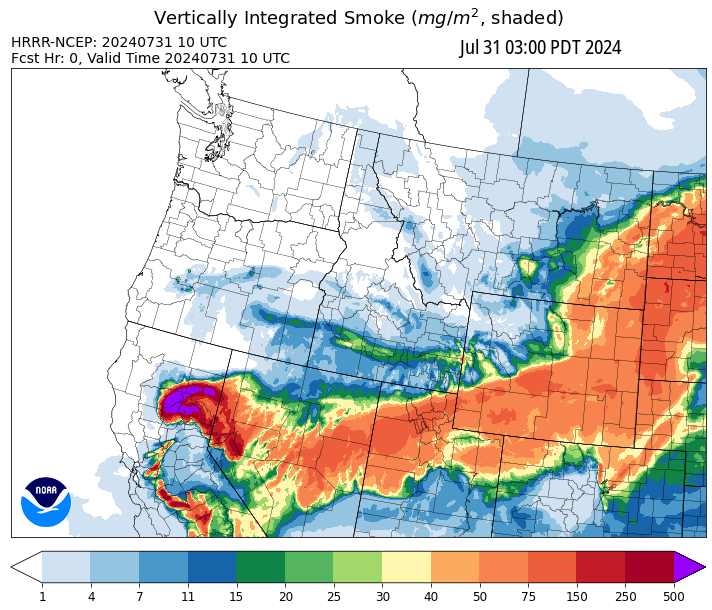 Vertically Integrated Smoke (mg/m², shaded)
HRRR-NCEP: 20240731 10 UTC
Fcst Hr: 0, Valid Time 20240731 10 UTC
Jul 31 03:00 PDT 2024
NOAA
1 4 7 11 15 20 25 30 40 50 75 150 250 500